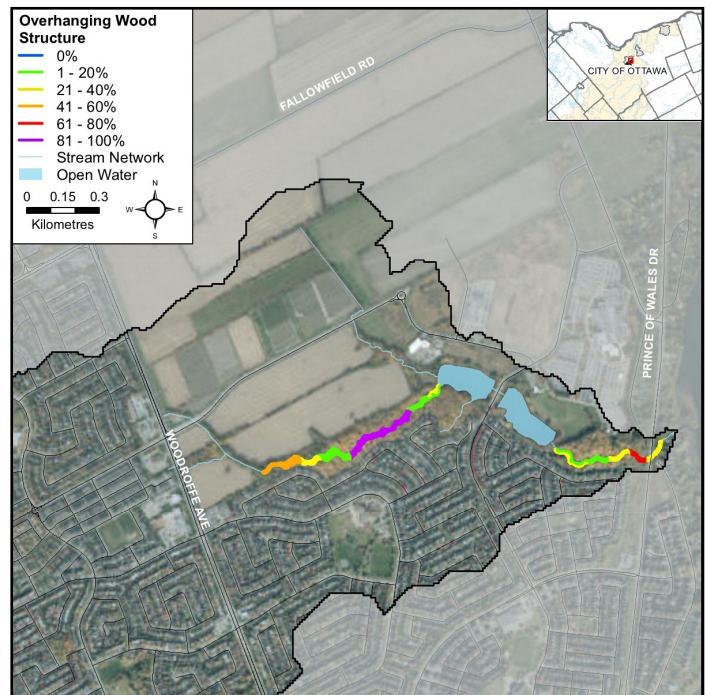 Overhanging Wood
Structure
0%
1 - 20%
21 - 40%
41 - 60%
61 - 80%
81 - 100%
Stream Network
Open Water
0 0.15 0.3
Kilometres
N
W E
S
CITY OF OTTAWA
FALLOWFIELD RD
PRINCE OF WALES DR
WOODROFFE AVE